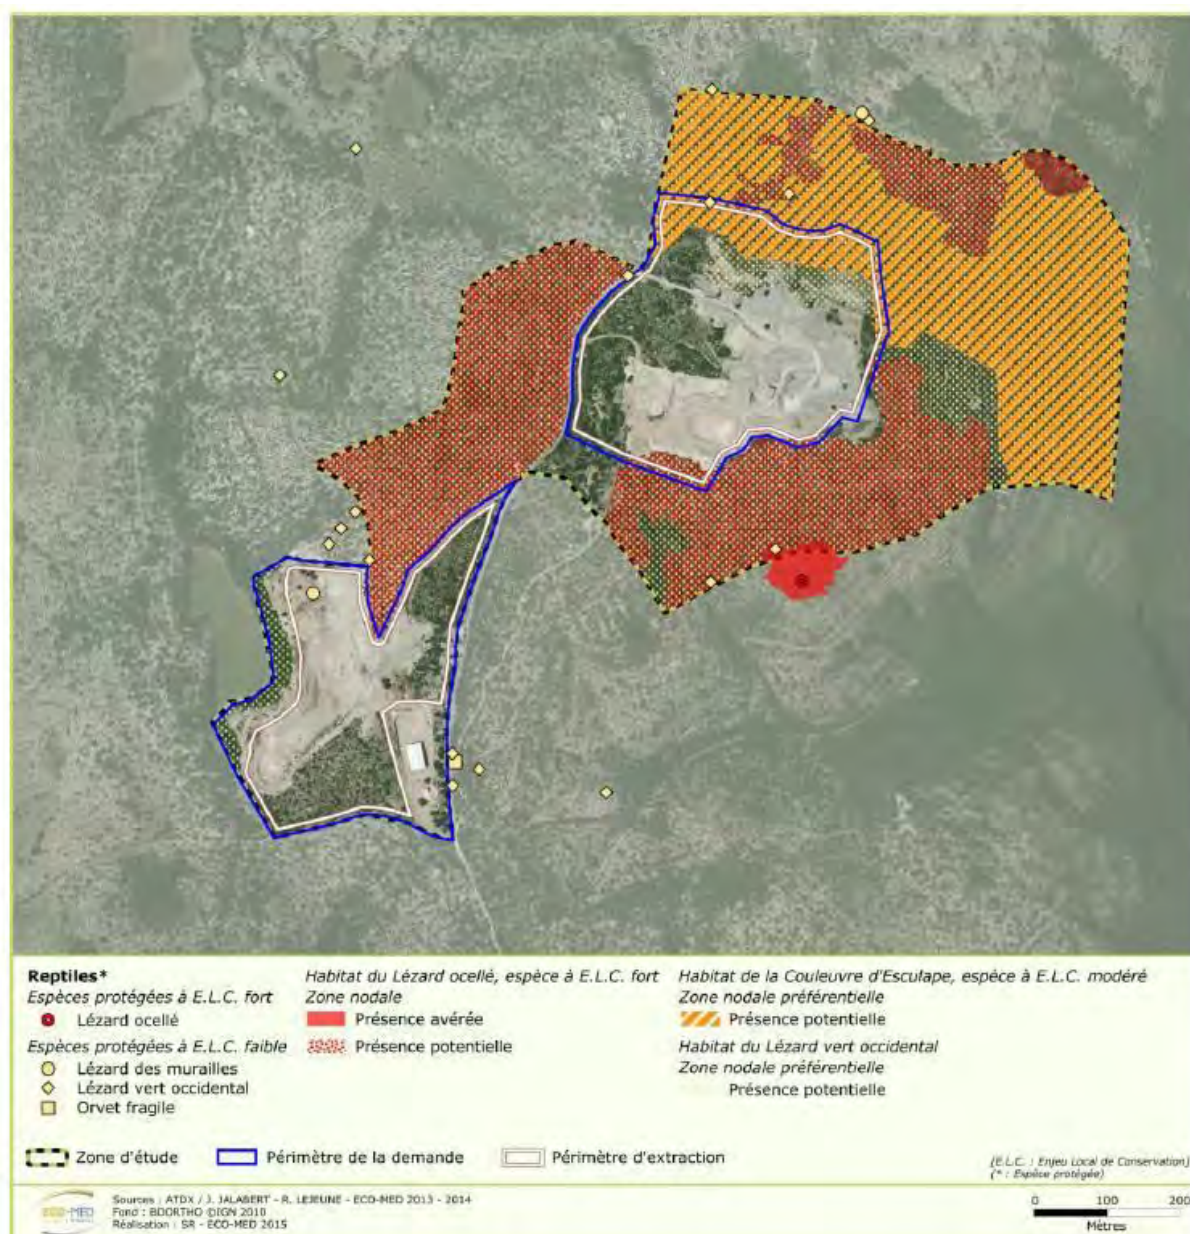 Reptiles*
Espèces protégées à E.L.C. fort
Lézard ocellé
Espèces protégées à E.L.C. faible
Lézard des murailles
Lézard vert occidental
Orvet fragile
Habitat du Lézard ocellé, espèce à E.L.C. fort
Zone nodale
Présence avérée
Présence potentielle
Habitat de la Couleuvre d'Esculape, espèce à E.L.C. modéré
Zone nodale préférentielle
Présence potentielle
Habitat du Lézard vert occidental
Zone nodale préférentielle
Présence potentielle
Zone d'étude
Périmètre de la demande
Périmètre d'extraction
(E.L.C. : Enjeu Local de Conservation)
(* : Espèce protégée)
ECO-MED
Sources : ATDX / J. JALABERT - R. LEJEUNE - ECO-MED 2013 - 2014
Fond : BDORTHO ©IGN 2010
Réalisation : SR - ECO-MED 2015
0 100 200
Mètres